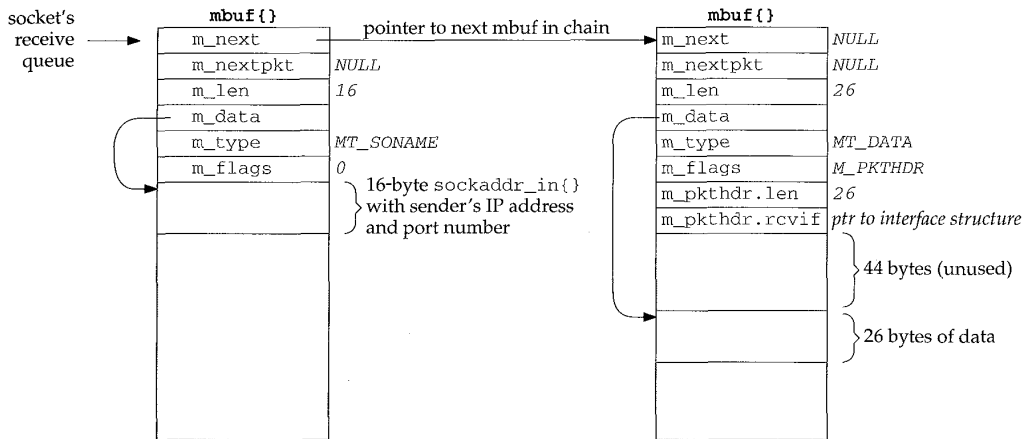 socket's
receive
queue
mbuf{}
m_next
m_nextpkt NULL
m_len 16
m_data
m_type MT_SONAME
m_flags 0
16-byte sockaddr_in{}
with sender's IP address
and port number
pointer to next mbuf in chain
mbuf{}
m_next NULL
m_nextpkt NULL
m_len 26
m_data
m_type MT_DATA
m_flags M_PKTHDR
m_pkthdr.len 26
m_pkthdr.rcvif ptr to interface structure
44 bytes (unused)
26 bytes of data